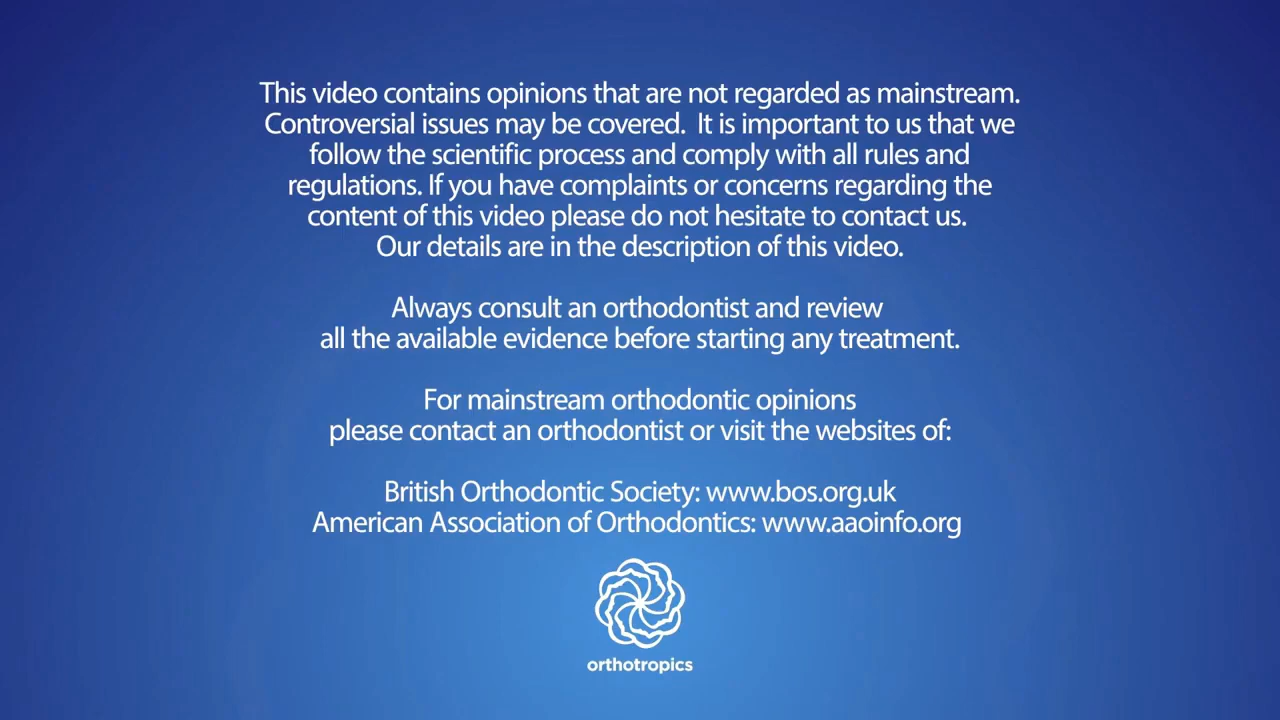 This video contains opinions that are not regarded as mainstream.
Controversial issues may be covered.  It is important to us that we
follow the scientific process and comply with all rules and
regulations. If you have complaints or concerns regarding the
content of this video please do not hesitate to contact us.
Our details are in the description of this video.
Always consult an orthodontist and review
all the available evidence before starting any treatment.
For mainstream orthodontic opinions
please contact an orthodontist or visit the websites of:
British Orthodontic Society: www.bos.org.uk
American Association of Orthodontics: www.aaoinfo.org
orthotropics